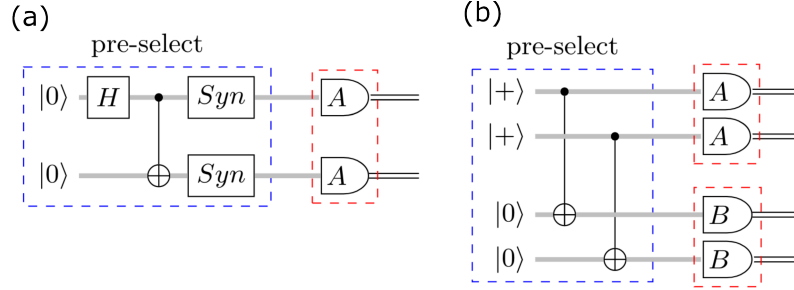 (a)
pre-select
|0⟩ H Syn A
|0⟩ Syn A
(b)
pre-select
|+⟩ A
|+⟩ A
|0⟩ B
|0⟩ B